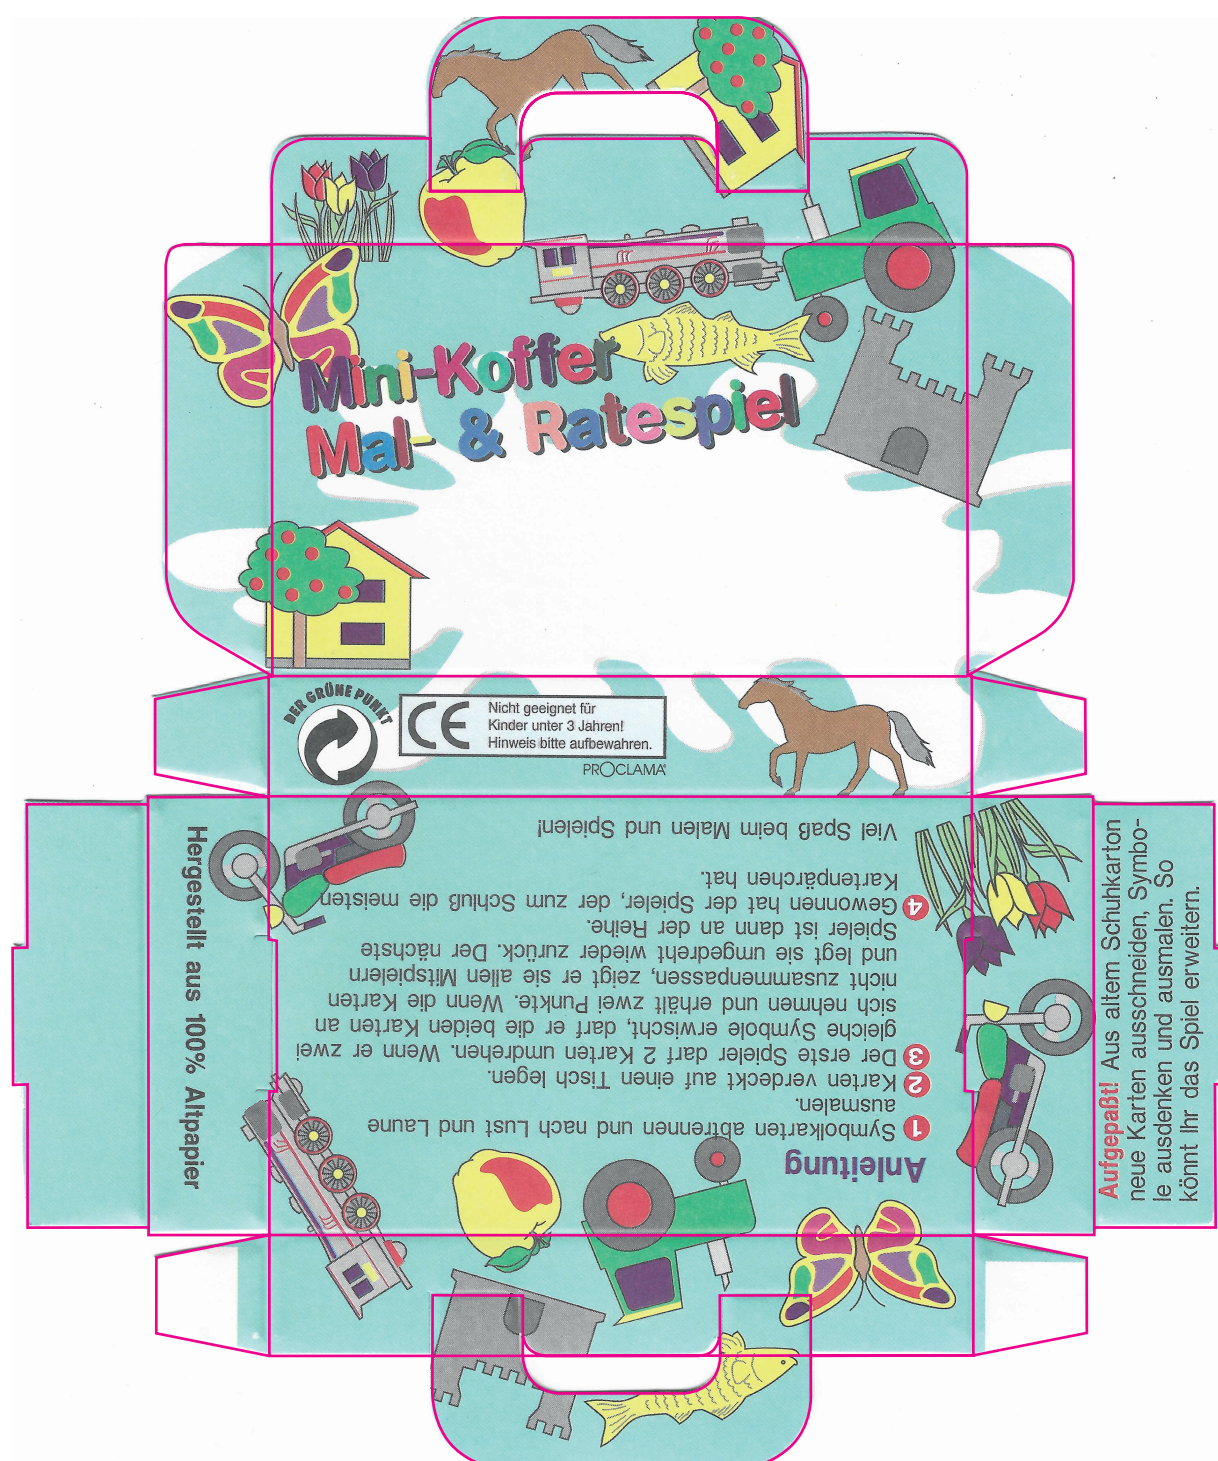 Mini-Koffer
Mal- & Ratespiel
DER GRÜNE PUNKT
CE
Nicht geeignet für
Kinder unter 3 Jahren!
Hinweis bitte aufbewahren.
PROCLAMA
Hergestellt aus 100% Altpapier
Anleitung
1 Symbolkarten abtrennen und nach Lust und Laune
ausmalen.
2 Karten verdeckt auf einen Tisch legen.
3 Der erste Spieler darf 2 Karten umdrehen. Wenn er zwei
gleiche Symbole erwischt, darf er die beiden Karten an
sich nehmen und erhält zwei Punkte. Wenn die Karten
nicht zusammenpassen, zeigt er sie allen Mitspielern
und legt sie umgedreht wieder zurück. Der nächste
Spieler ist dann an der Reihe.
4 Gewonnen hat der Spieler, der zum Schluß die meisten
Kartenpärchen hat.
Viel Spaß beim Malen und Spielen!
Aufgepaßt! Aus altem Schuhkarton
neue Karten ausschneiden, Symbo-
le ausdenken und ausmalen. So
könnt Ihr das Spiel erweitern.